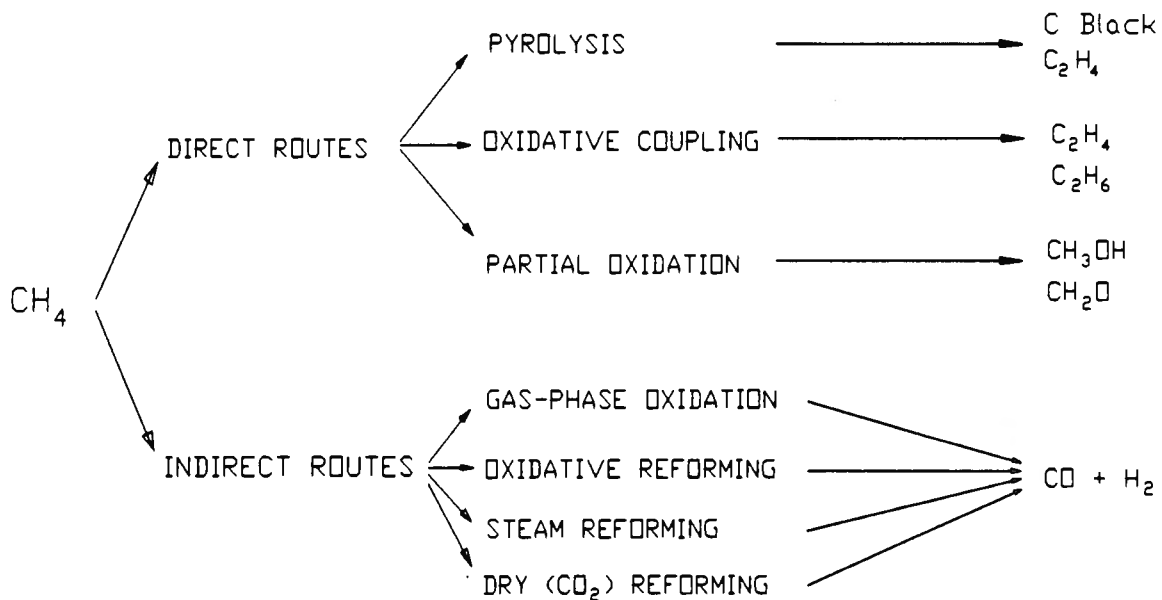 PYROLYSIS
C Black
C₂H₄
DIRECT ROUTES
OXIDATIVE COUPLING
C₂H₄
C₂H₆
PARTIAL OXIDATION
CH₃OH
CH₂O
CH₄
GAS-PHASE OXIDATION
INDIRECT ROUTES
OXIDATIVE REFORMING
CO + H₂
STEAM REFORMING
DRY (CO₂) REFORMING